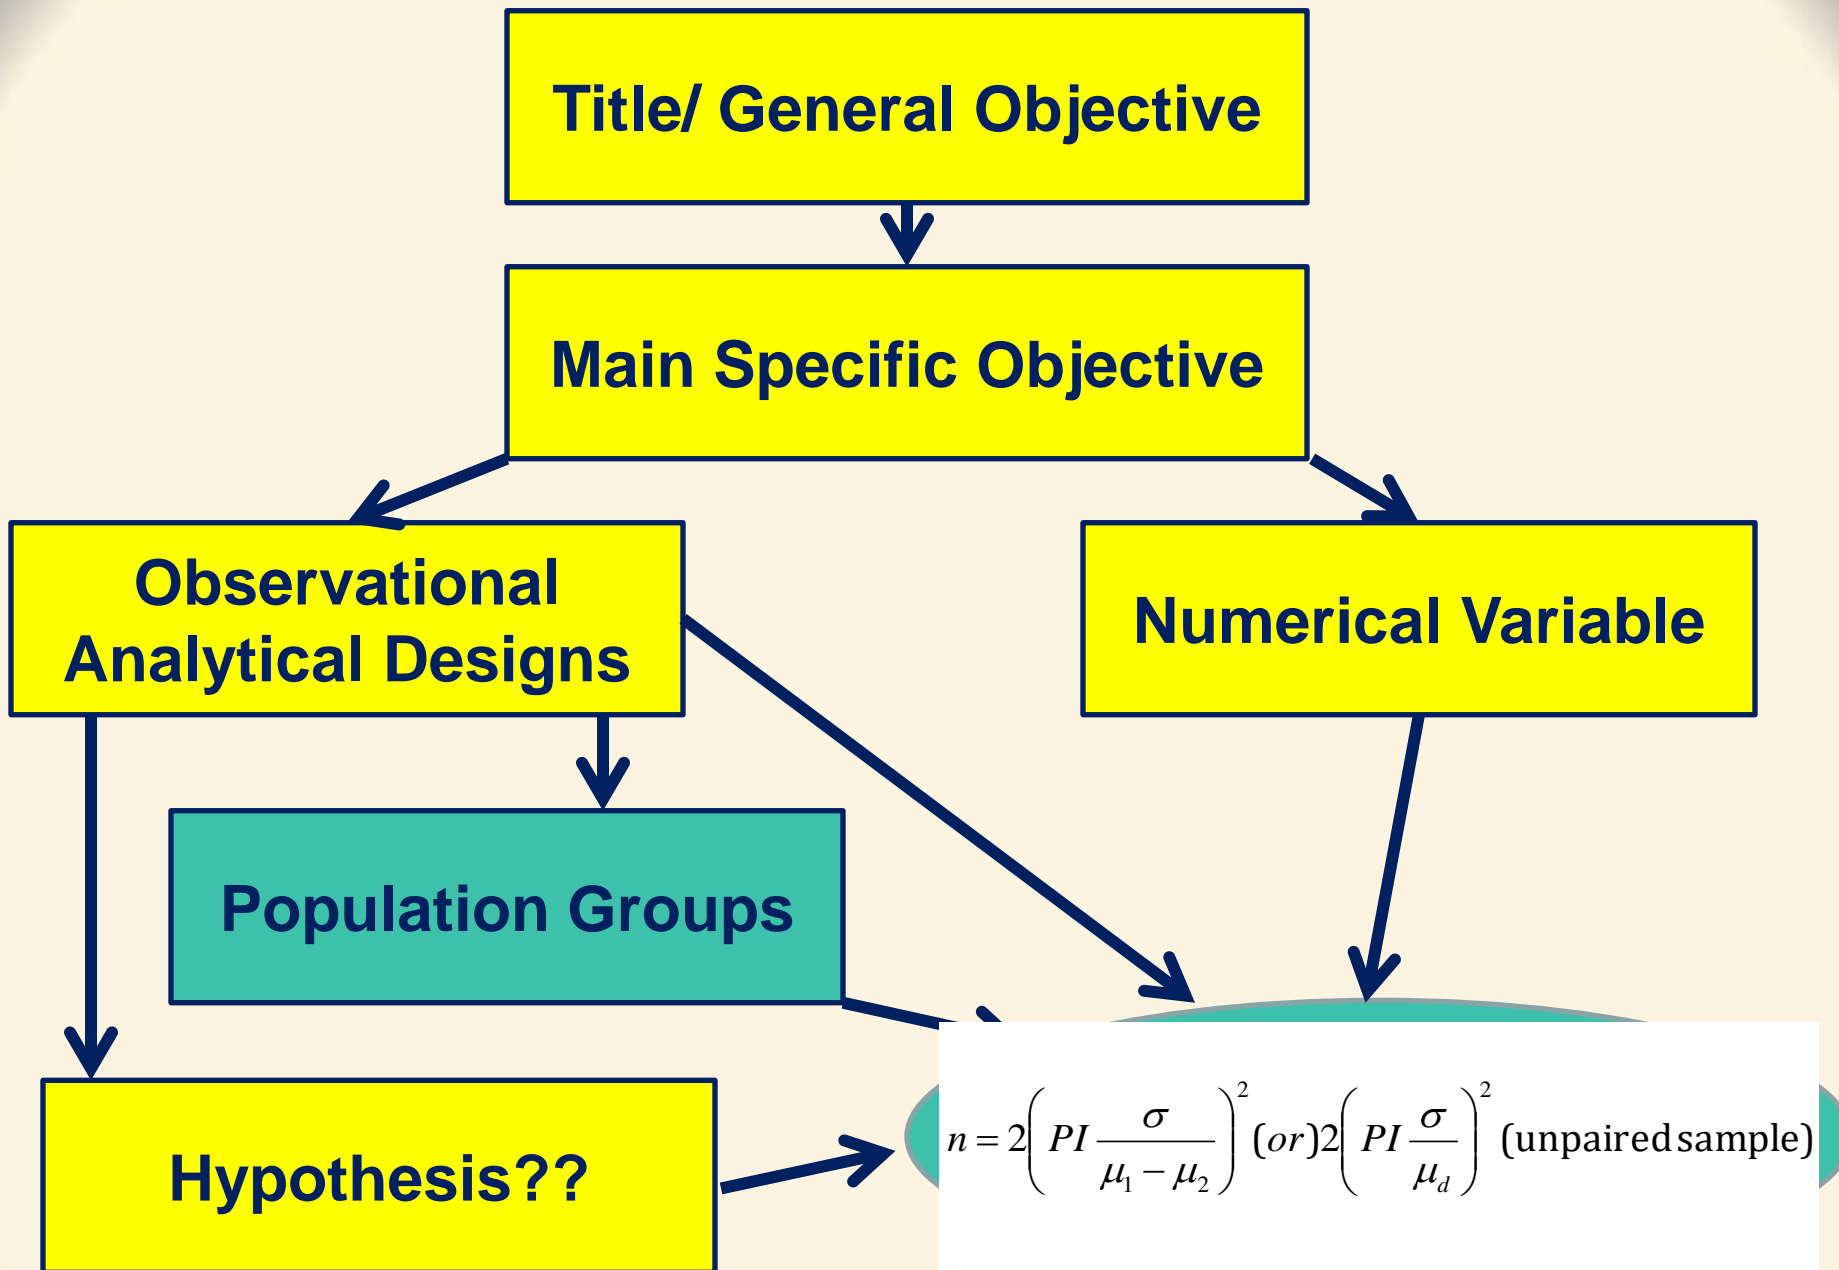 Title/ General Objective
Main Specific Objective
Observational
Analytical Designs
Numerical Variable
Population Groups
Hypothesis??
n = 2(PI σ/(μ₁ − μ₂))² (or)2(PI σ/μ_d)² (unpaired sample)